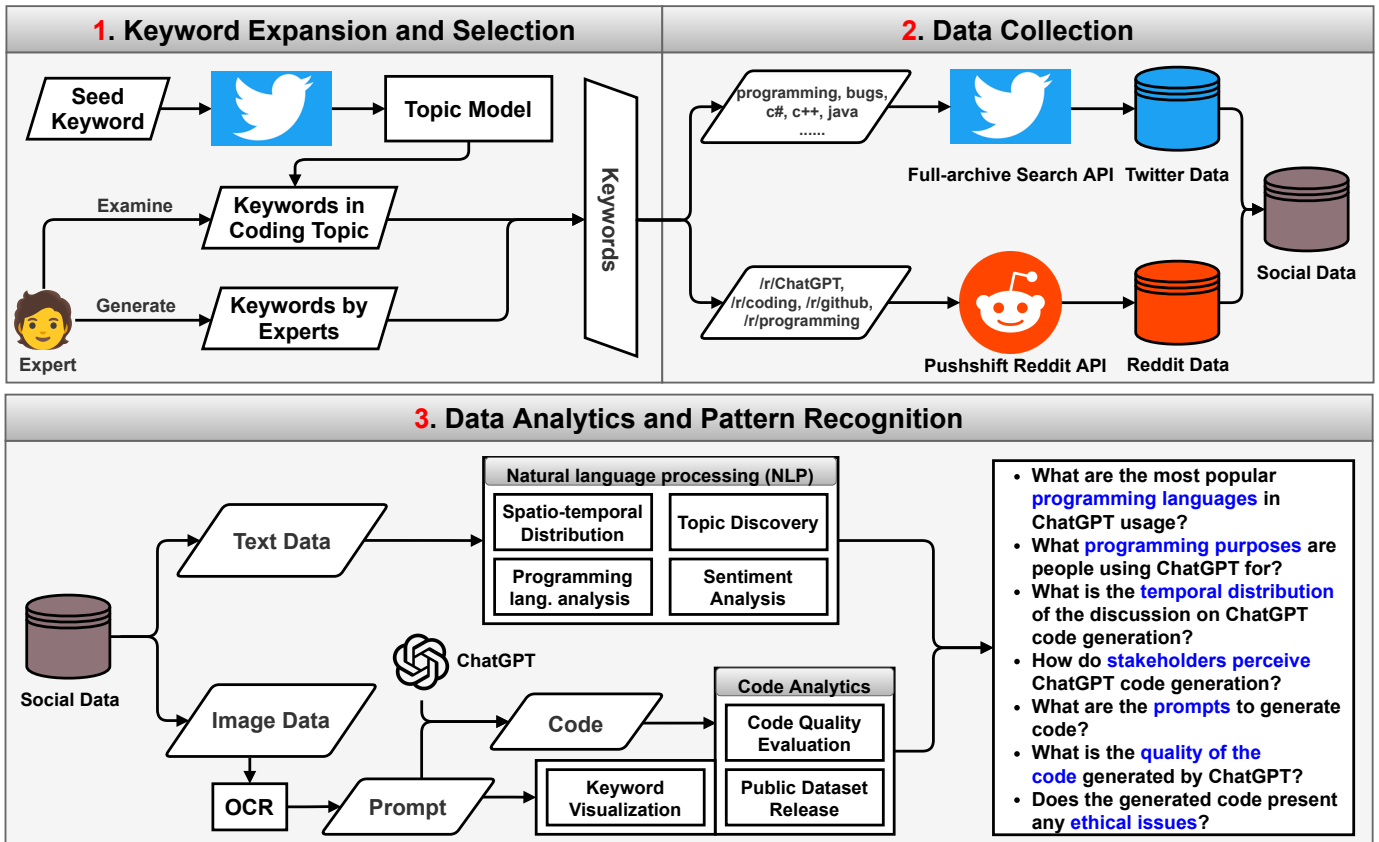 1. Keyword Expansion and Selection
Seed
Keyword
Topic Model
Examine
Keywords in
Coding Topic
Generate
Keywords by
Experts
Expert
Keywords
2. Data Collection
programming, bugs,
c#, c++, java
......
Full-archive Search API
Twitter Data
/r/ChatGPT,
/r/coding, /r/github,
/r/programming
Pushshift Reddit API
Reddit Data
Social Data
3. Data Analytics and Pattern Recognition
Social Data
Text Data
Natural language processing (NLP)
Spatio-temporal
Distribution
Topic Discovery
Programming
lang. analysis
Sentiment
Analysis
ChatGPT
Image Data
OCR
Prompt
Code
Keyword
Visualization
Code Analytics
Code Quality
Evaluation
Public Dataset
Release
• What are the most popular
programming languages in
ChatGPT usage?
• What programming purposes are
people using ChatGPT for?
• What is the temporal distribution
of the discussion on ChatGPT
code generation?
• How do stakeholders perceive
ChatGPT code generation?
• What are the prompts to generate
code?
• What is the quality of the
code generated by ChatGPT?
• Does the generated code present
any ethical issues?